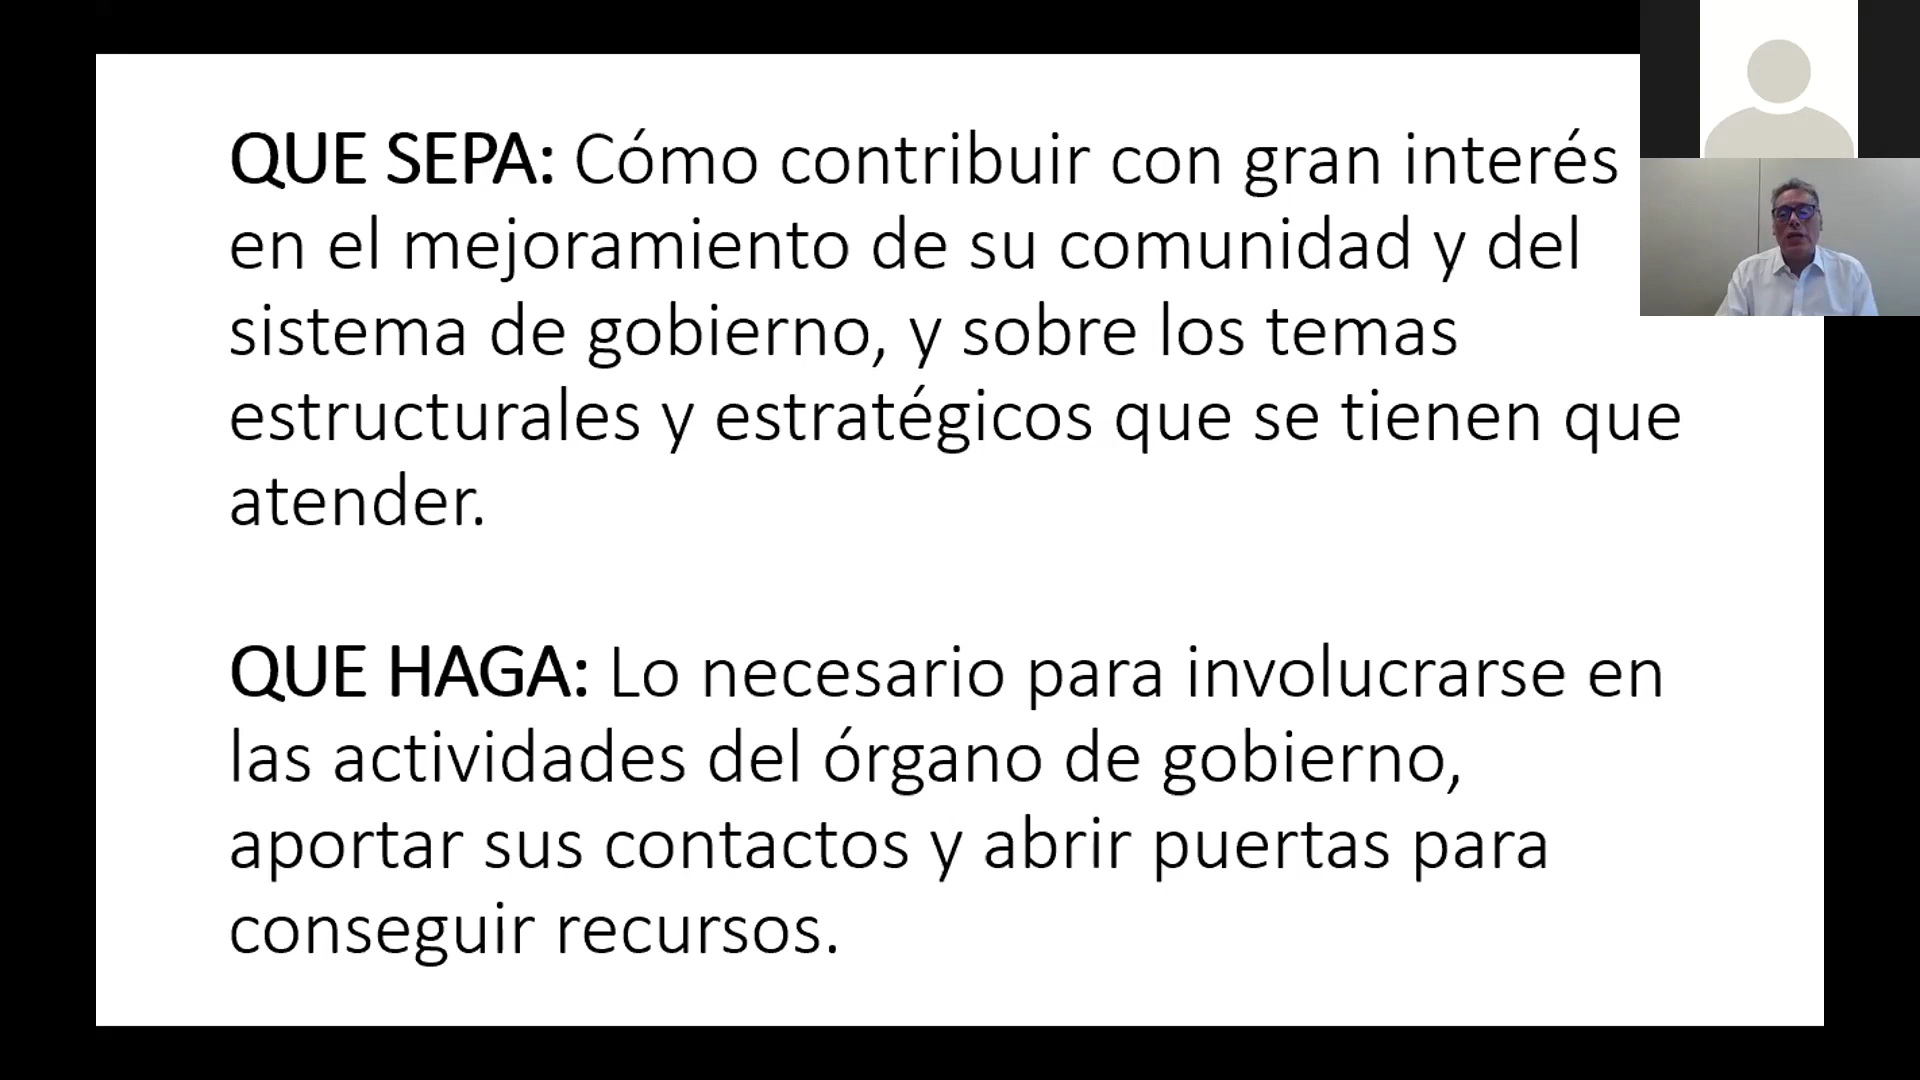 QUE SEPA: Cómo contribuir con gran interés
en el mejoramiento de su comunidad y del
sistema de gobierno, y sobre los temas
estructurales y estratégicos que se tienen que
atender.
QUE HAGA: Lo necesario para involucrarse en
las actividades del órgano de gobierno,
aportar sus contactos y abrir puertas para
conseguir recursos.